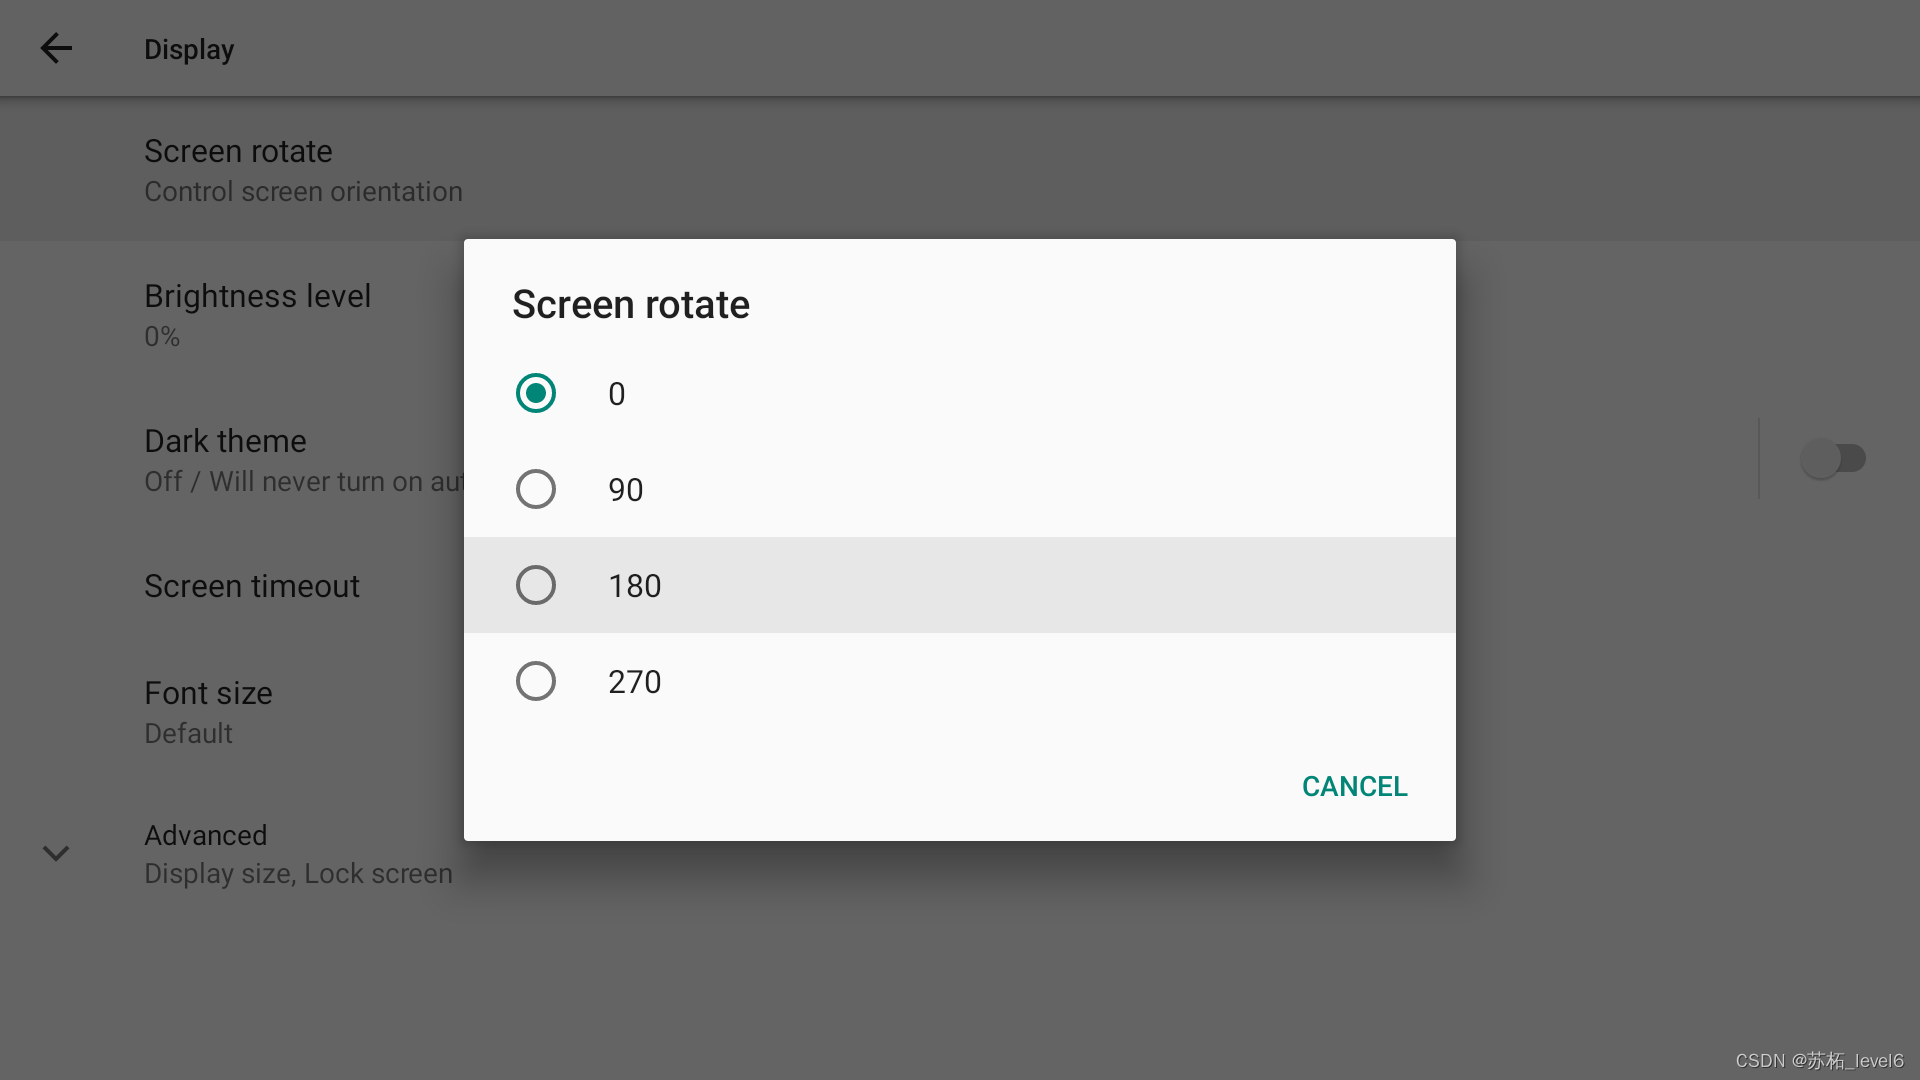 Display
Screen rotate
Control screen orientation
Brightness level
0%
Dark theme
Off / Will never turn on
Screen timeout
Font size
Default
Advanced
Display size, Lock screen
Screen rotate
0
90
180
270
CANCEL
CSDN @苏柘_level6